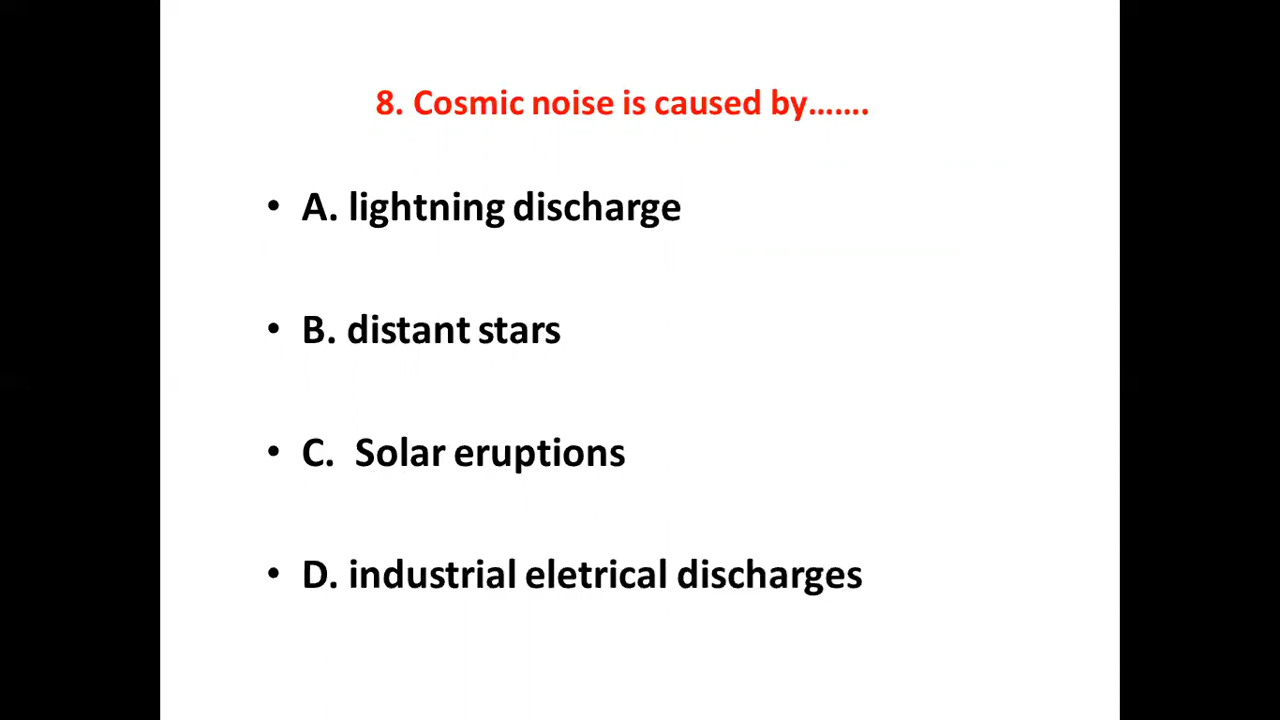 8. Cosmic noise is caused by.......
• A. lightning discharge
• B. distant stars
• C. Solar eruptions
• D. industrial eletrical discharges